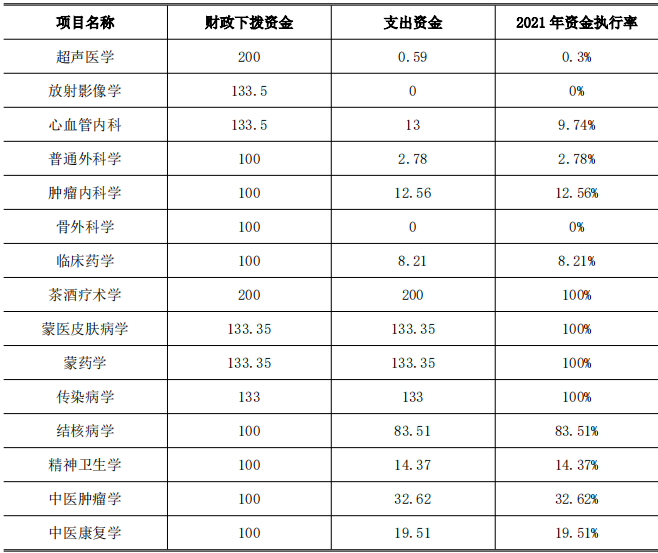 项目名称 财政下拨资金 支出资金 2021年资金执行率
超声医学 200 0.59 0.3%
放射影像学 133.5 0 0%
心血管内科 133.5 13 9.74%
普通外科学 100 2.78 2.78%
肿瘤内科学 100 12.56 12.56%
骨外科学 100 0 0%
临床药学 100 8.21 8.21%
茶酒疗术学 200 200 100%
蒙医皮肤病学 133.35 133.35 100%
蒙药学 133.35 133.35 100%
传染病学 133 133 100%
结核病学 100 83.51 83.51%
精神卫生学 100 14.37 14.37%
中医肿瘤学 100 32.62 32.62%
中医康复学 100 19.51 19.51%